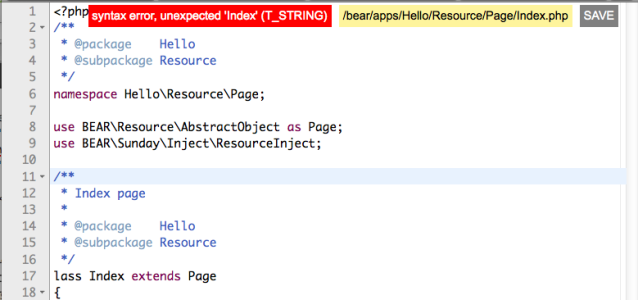 1 <?php syntax error, unexpected 'Index' (T_STRING) /bear/apps/Hello/Resource/Page/Index.php SAVE
2 /**
3  * @package    Hello
4  * @subpackage Resource
5  */
6 namespace Hello\Resource\Page;
7
8 use BEAR\Resource\AbstractObject as Page;
9 use BEAR\Sunday\Inject\ResourceInject;
10
11 /**
12  * Index page
13  *
14  * @package    Hello
15  * @subpackage Resource
16  */
17 lass Index extends Page
18 {